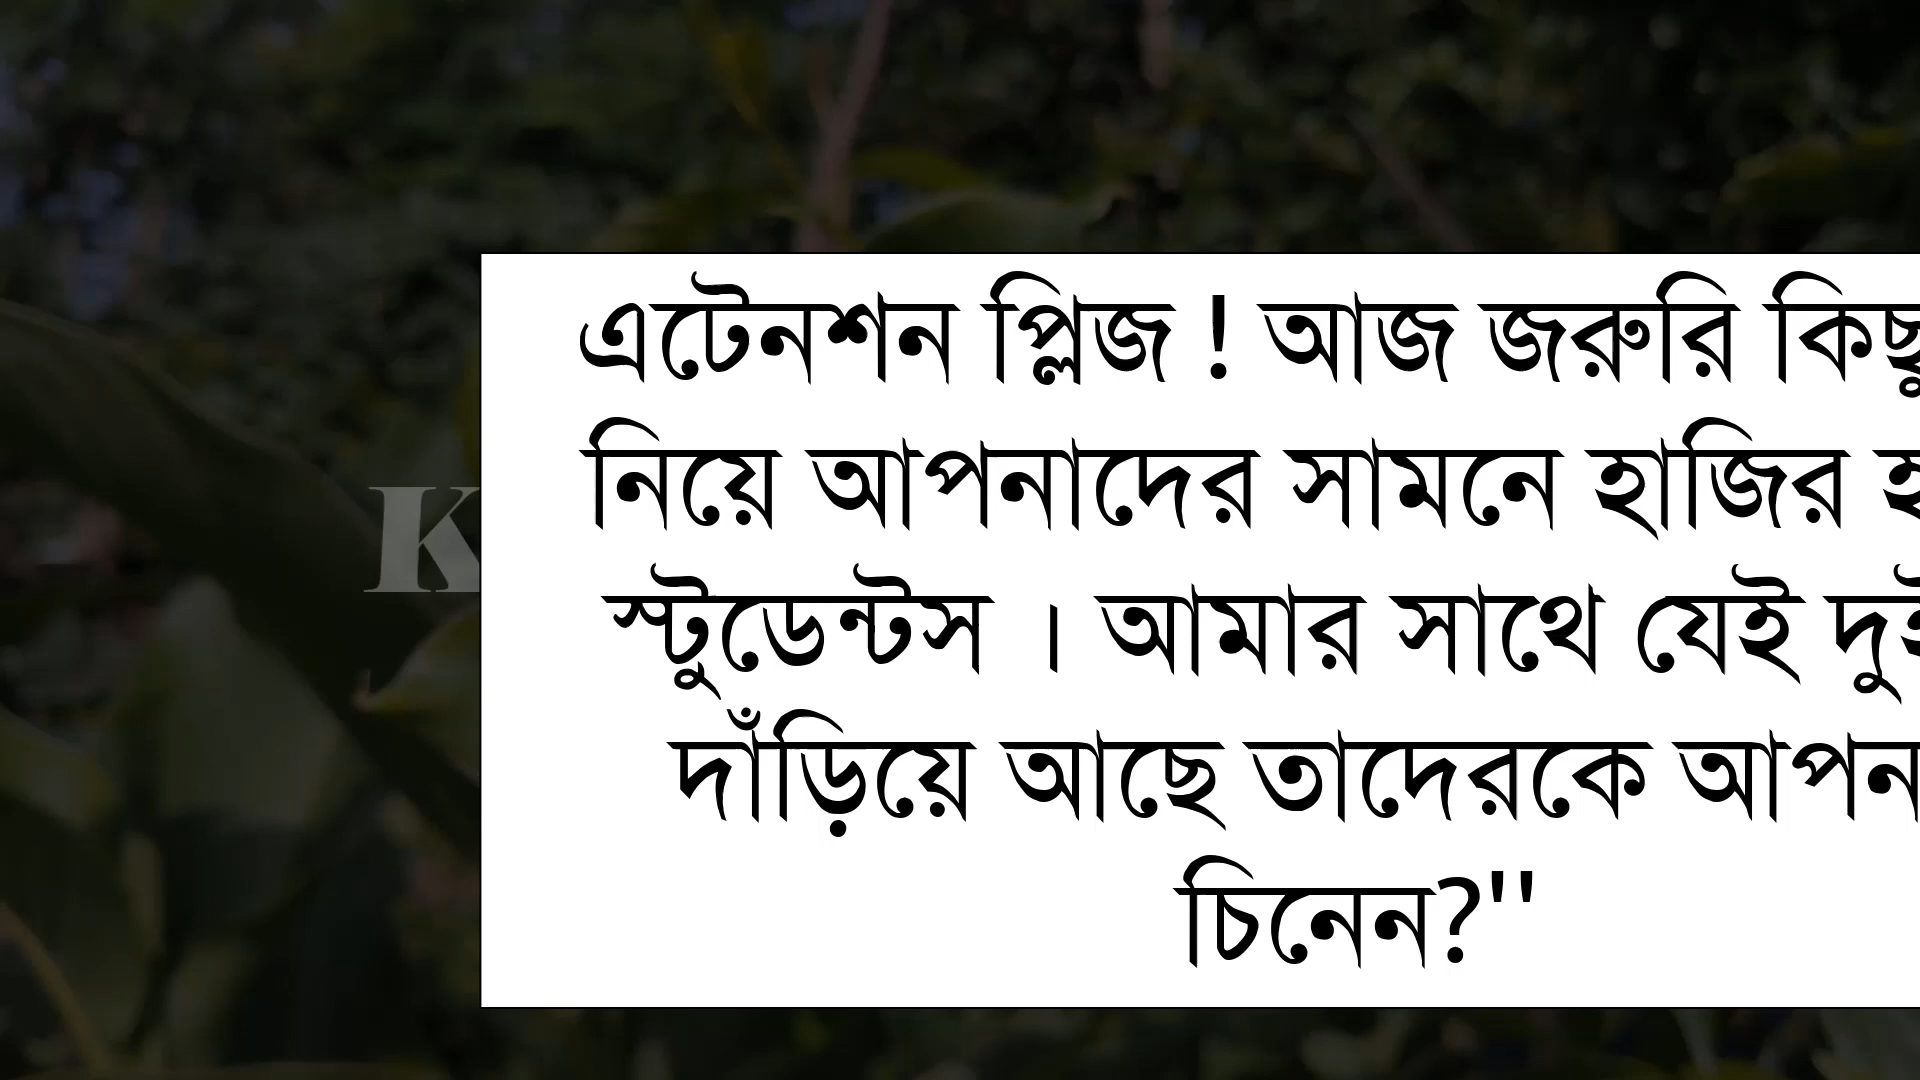 এটেনশন প্লিজ ! আজ জরুরি
নিয়ে আপনাদের সামনে হাজির
স্টুডেন্টস । আমার সাথে যেই
দাঁড়িয়ে আছে তাদেরকে
চিনেন?''